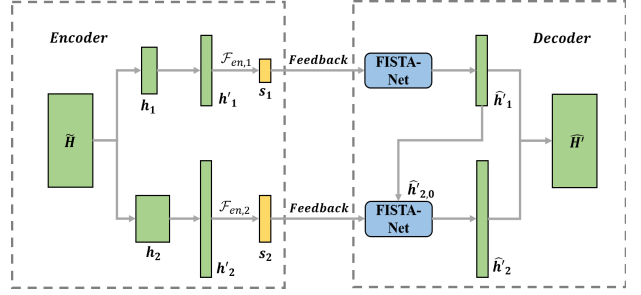 Encoder
Decoder
𝓕en,1
Feedback
FISTA-
Net
h₁
h′₁
s₁
ĥ′₁
H̃
Ĥ′
ĥ′₂,₀
𝓕en,2
Feedback
FISTA-
Net
h₂
h′₂
s₂
ĥ′₂